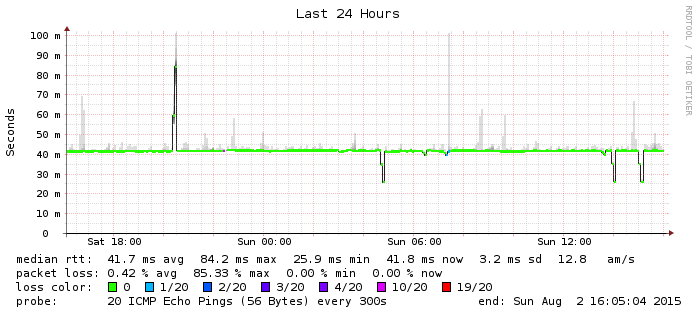 Last 24 Hours
RRDTOOL / TOBI OETIKER
Seconds
100 m
90 m
80 m
70 m
60 m
50 m
40 m
30 m
20 m
10 m
0
Sat 18:00 Sun 00:00 Sun 06:00 Sun 12:00
median rtt: 41.7 ms avg 84.2 ms max 25.9 ms min 41.8 ms now 3.2 ms sd 12.8 am/s
packet loss: 0.42 % avg 85.33 % max 0.00 % min 0.00 % now
loss color: 0 1/20 2/20 3/20 4/20 10/20 19/20
probe: 20 ICMP Echo Pings (56 Bytes) every 300s end: Sun Aug 2 16:05:04 2015